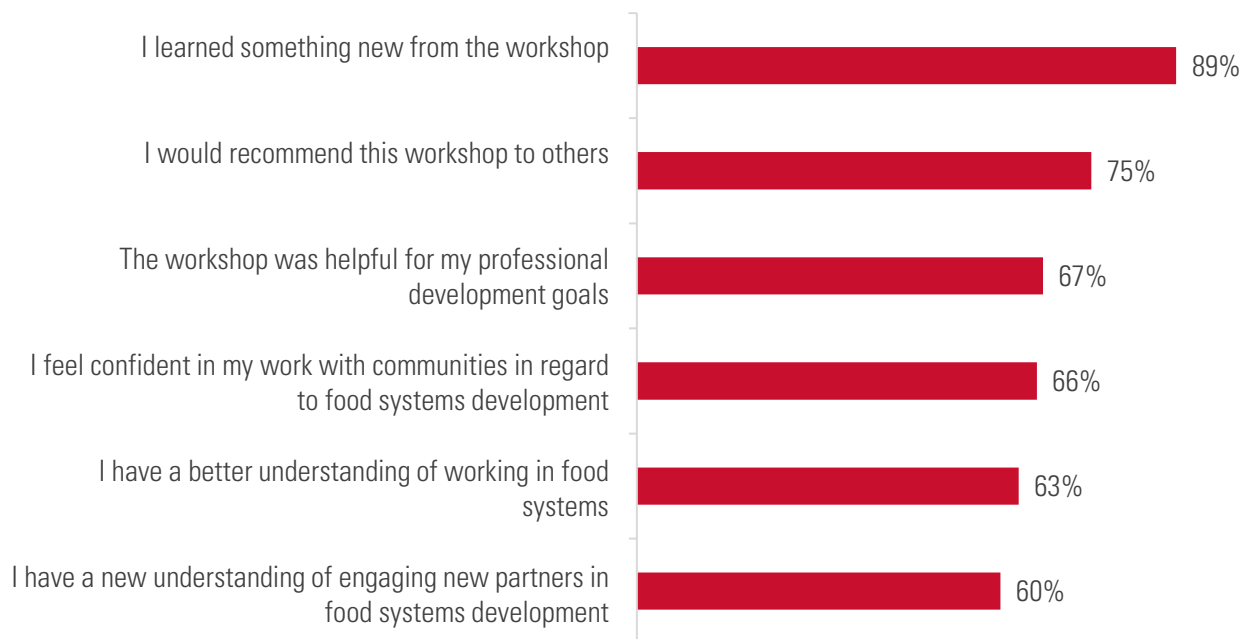 I learned something new from the workshop
89%
I would recommend this workshop to others
75%
The workshop was helpful for my professional
development goals
67%
I feel confident in my work with communities in regard
to food systems development
66%
I have a better understanding of working in food
systems
63%
I have a new understanding of engaging new partners in
food systems development
60%